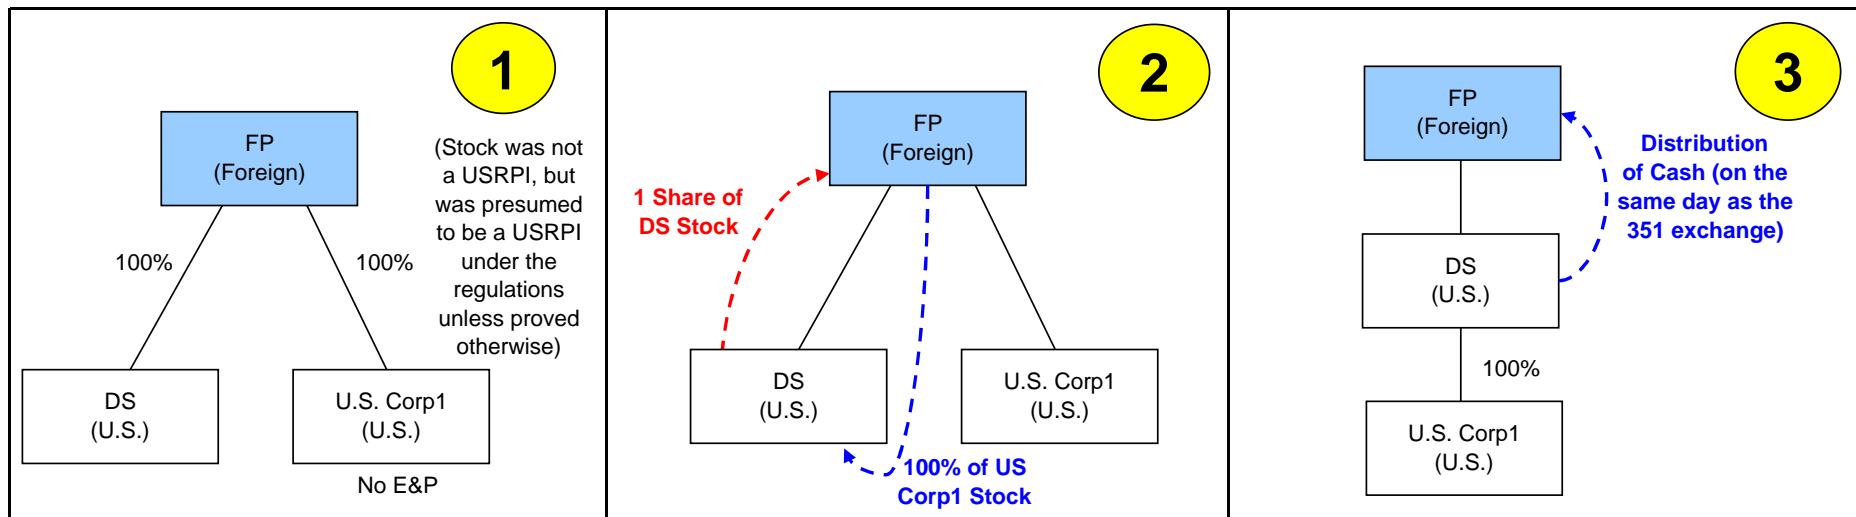 1
FP
(Foreign)
(Stock was not
a USRPI, but
was presumed
to be a USRPI
under the
regulations
unless proved
otherwise)
100%
100%
DS
(U.S.)
U.S. Corp1
(U.S.)
No E&P
2
FP
(Foreign)
1 Share of
DS Stock
DS
(U.S.)
U.S. Corp1
(U.S.)
100% of US
Corp1 Stock
3
FP
(Foreign)
Distribution
of Cash (on the
same day as the
351 exchange)
DS
(U.S.)
100%
U.S. Corp1
(U.S.)